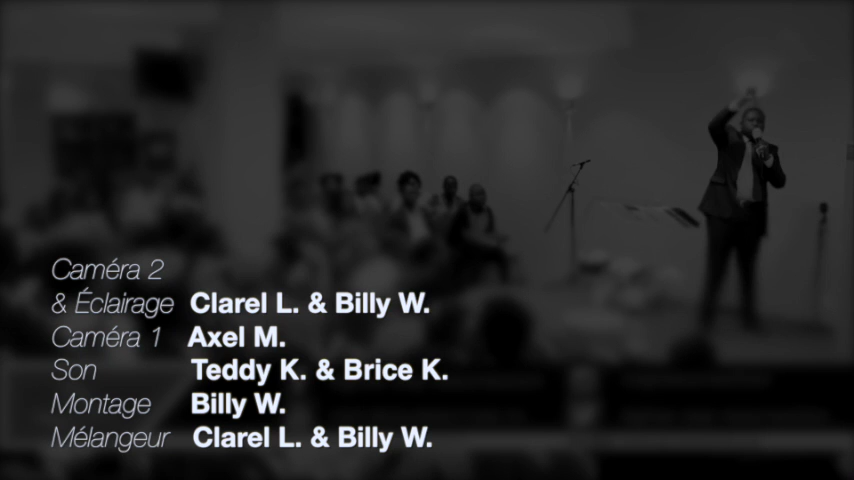 Caméra 2
& Éclairage Clarel L. & Billy W.
Caméra 1 Axel M.
Son Teddy K. & Brice K.
Montage Billy W.
Mélangeur Clarel L. & Billy W.